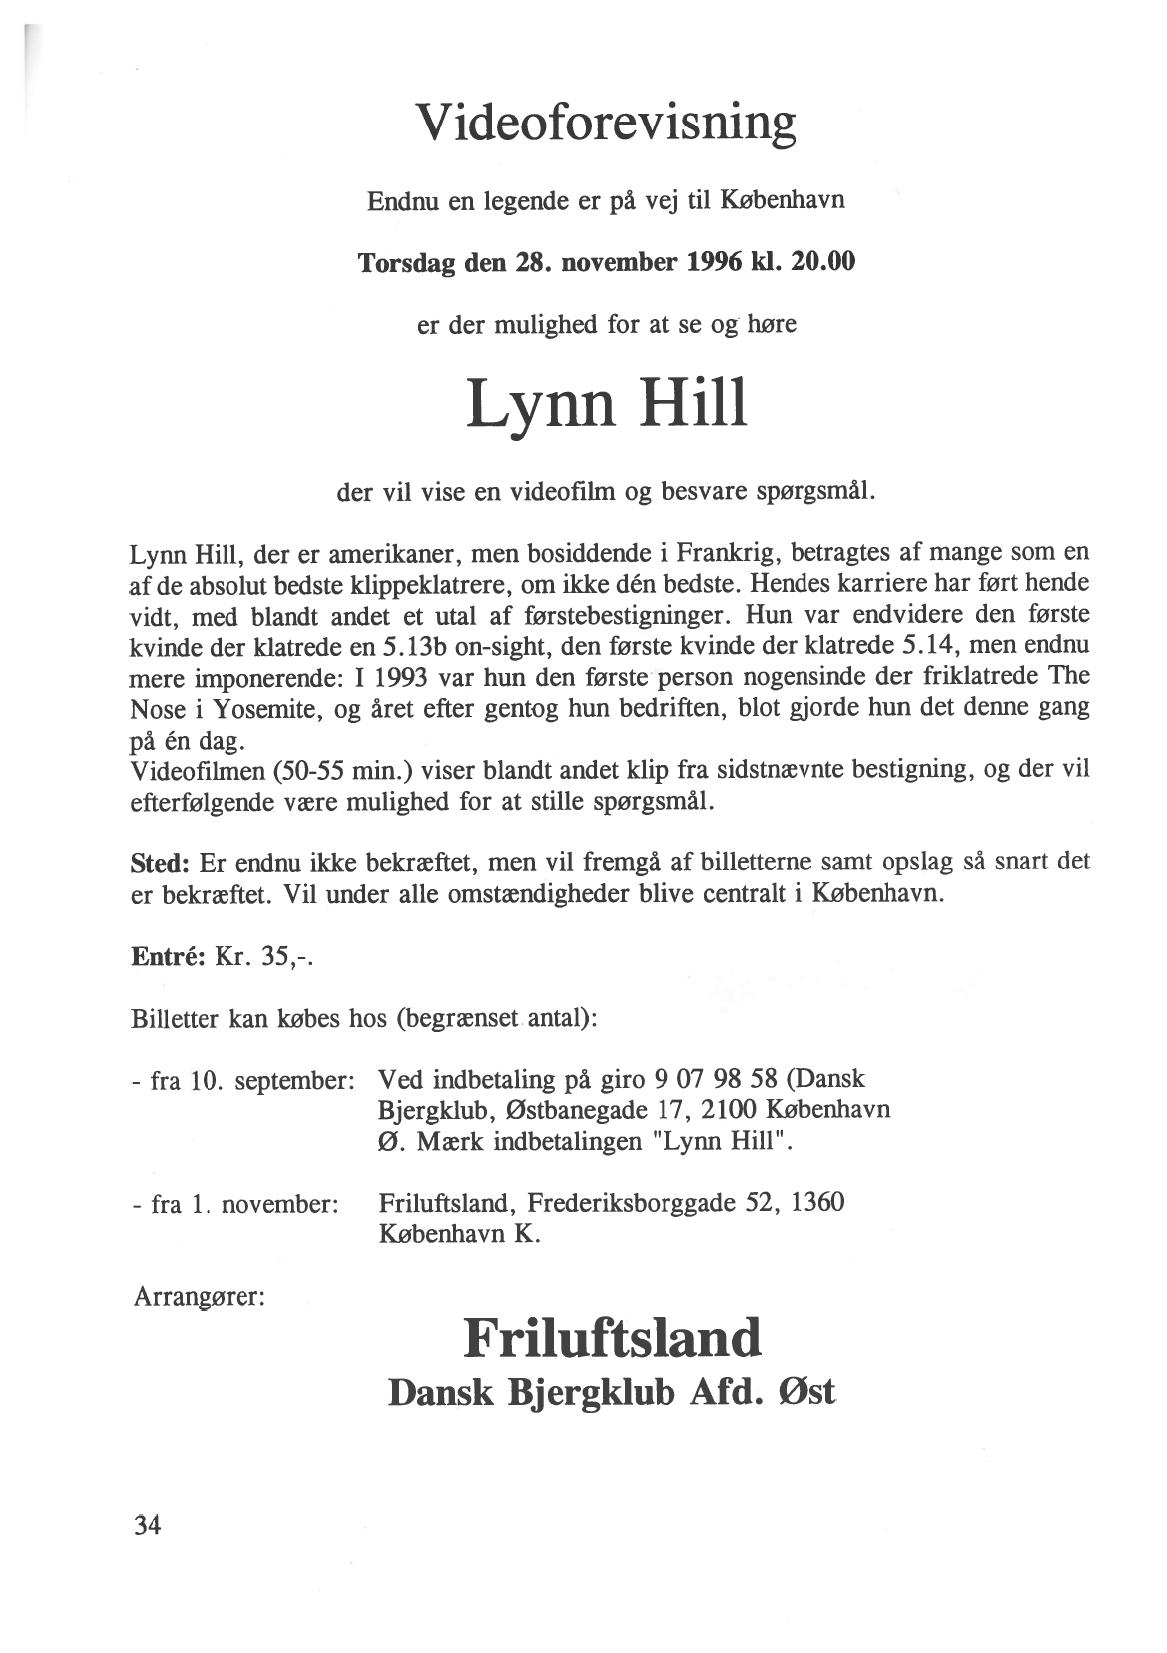 Videoforevisning
Endnu en legende er på vej til København
Torsdag den 28. november 1996 kl. 20.00
er der mulighed for at se og høre
Lynn Hill
der vil vise en videofilm og besvare spørgsmål.
Lynn Hill, der er amerikaner, men bosiddende i Frankrig, betragtes af mange som en
af de absolut bedste klippeklatrere, om ikke dén bedste. Hendes karriere har ført hende
vidt, med blandt andet et utal af førstebestigninger. Hun var endvidere den første
kvinde der klatrede en 5.13b on-sight, den første kvinde der klatrede 5.14, men endnu
mere imponerende: I 1993 var hun den første person nogensinde der friklatrede The
Nose i Yosemite, og året efter gentog hun bedriften, blot gjorde hun det denne gang
på én dag.
Videofilmen (50-55 min.) viser blandt andet klip fra sidstnævnte bestigning, og der vil
efterfølgende være mulighed for at stille spørgsmål.
Sted: Er endnu ikke bekræftet, men vil fremgå af billetterne samt opslag så snart det
er bekræftet. Vil under alle omstændigheder blive centralt i København.
Entré: Kr. 35,-.
Billetter kan købes hos (begrænset antal):
- fra 10. september: Ved indbetaling på giro 9 07 98 58 (Dansk
Bjergklub, Østbanegade 17, 2100 København
Ø. Mærk indbetalingen "Lynn Hill".
- fra 1. november: Friluftsland, Frederiksborggade 52, 1360
København K.
Arrangører:
Friluftsland
Dansk Bjergklub Afd. Øst
34